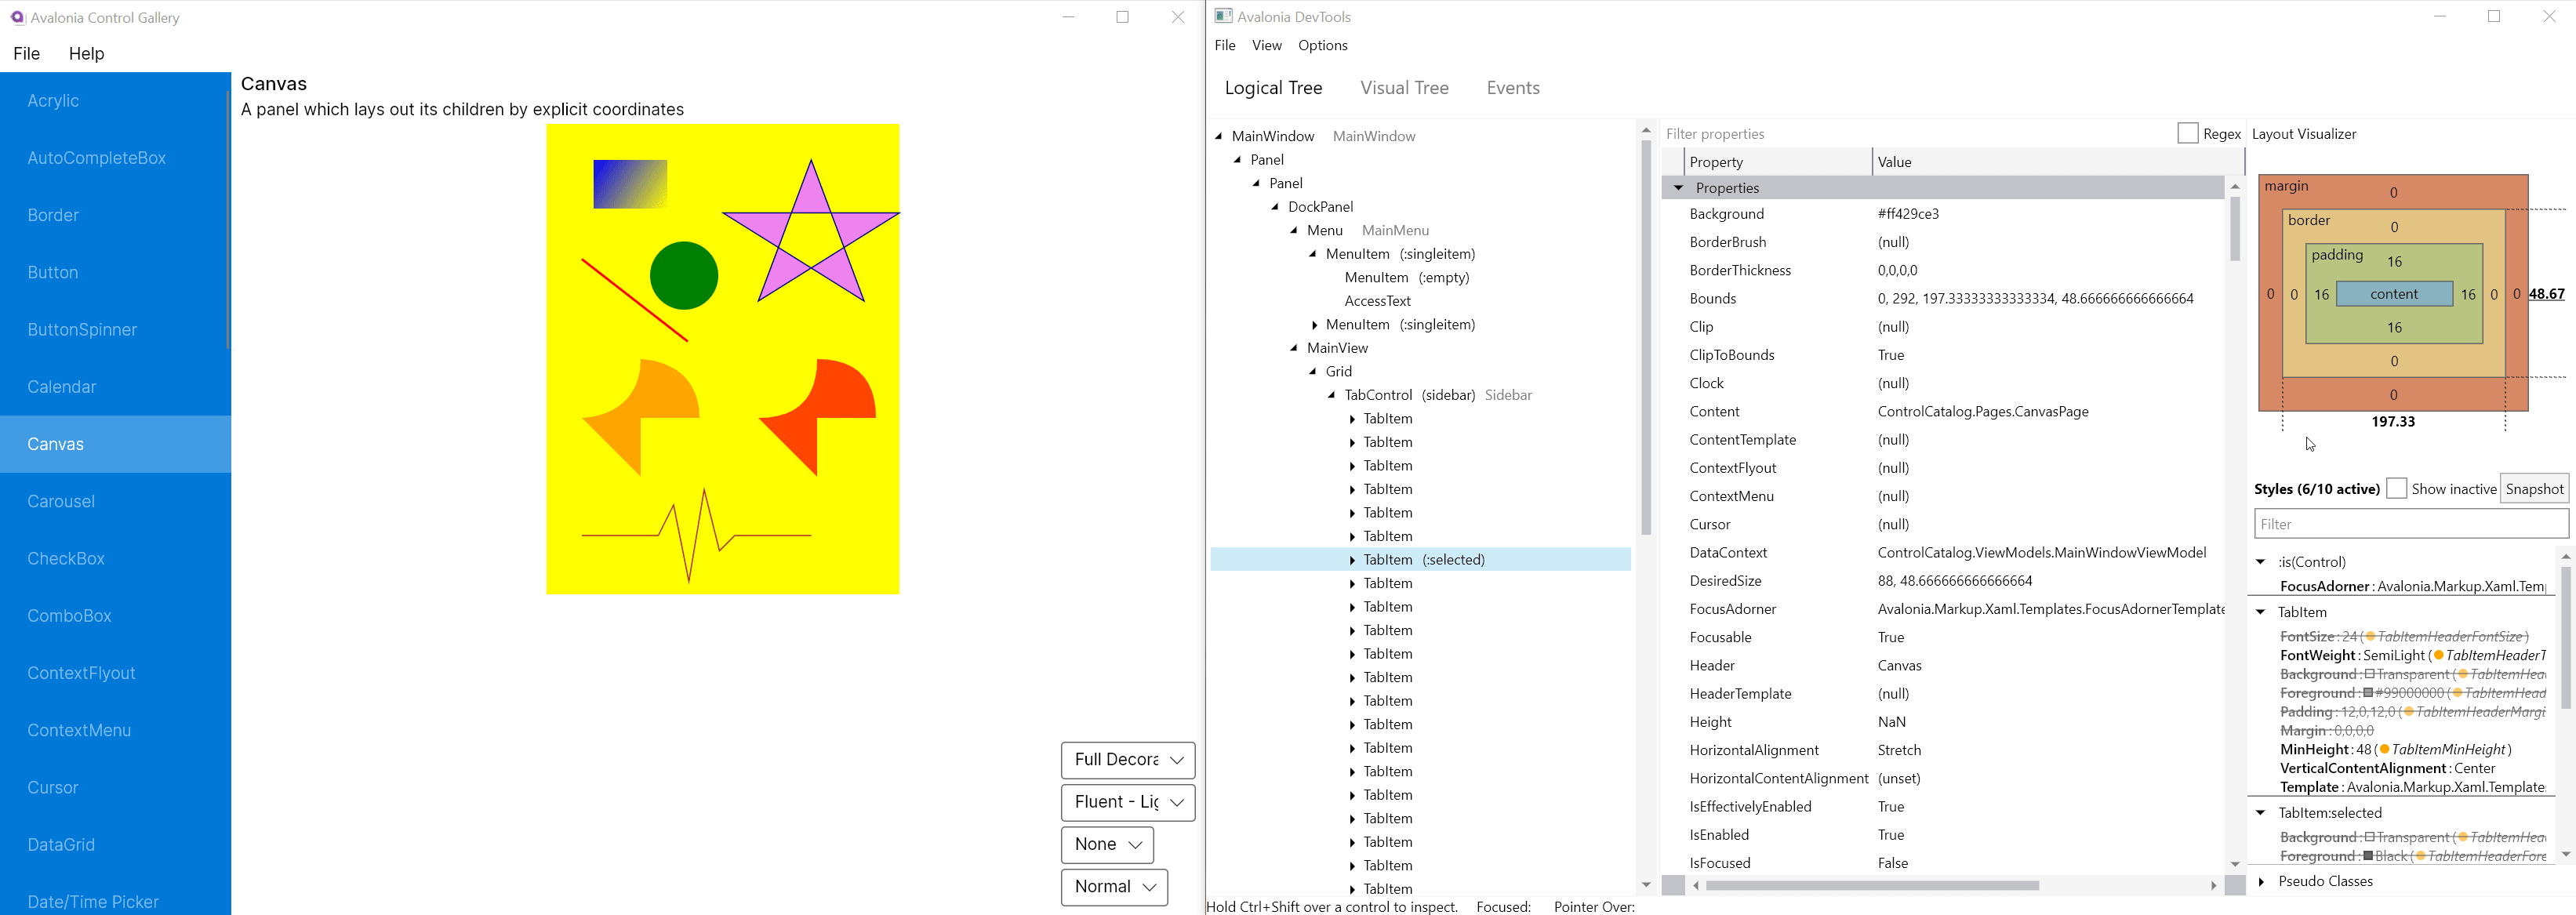 Avalonia Control Gallery
File Help
Acrylic
AutoCompleteBox
Border
Button
ButtonSpinner
Calendar
Canvas
Carousel
CheckBox
ComboBox
ContextFlyout
ContextMenu
Cursor
DataGrid
Date/Time Picker
Canvas
A panel which lays out its children by explicit coordinates
Full Decora
Fluent - Lig
None
Normal
Avalonia DevTools
File View Options
Logical Tree Visual Tree Events
MainWindow MainWindow
Panel
Panel
DockPanel
Menu MainMenu
MenuItem (:singleitem)
MenuItem (:empty)
AccessText
MenuItem (:singleitem)
MainView
Grid
TabControl (sidebar) Sidebar
TabItem
TabItem
TabItem
TabItem
TabItem
TabItem
TabItem (:selected)
TabItem
TabItem
TabItem
TabItem
TabItem
TabItem
TabItem
TabItem
TabItem
TabItem
TabItem
TabItem
TabItem
TabItem
Filter properties Regex
Property Value
Properties
Background #ff429ce3
BorderBrush (null)
BorderThickness 0,0,0,0
Bounds 0, 292, 197.33333333333334, 48.666666666666664
Clip (null)
ClipToBounds True
Clock (null)
Content ControlCatalog.Pages.CanvasPage
ContentTemplate (null)
ContextFlyout (null)
ContextMenu (null)
Cursor (null)
DataContext ControlCatalog.ViewModels.MainWindowViewModel
DesiredSize 88, 48.666666666666664
FocusAdorner Avalonia.Markup.Xaml.Templates.FocusAdornerTemplate
Focusable True
Header Canvas
HeaderTemplate (null)
Height NaN
HorizontalAlignment Stretch
HorizontalContentAlignment (unset)
IsEffectivelyEnabled True
IsEnabled True
IsFocused False
Layout Visualizer
margin 0
border 0
padding 16
0 0 16 content 16 0 0 48.67
16
0
0
197.33
Styles (6/10 active) Show inactive Snapshot
Filter
:is(Control)
FocusAdorner : Avalonia.Markup.Xaml.Tem
TabItem
FontSize : 24 ( TabItemHeaderFontSize )
FontWeight : SemiLight ( TabItemHeaderT
Background : Transparent ( TabItemHea
Foreground : #99000000 ( TabItemHead
Padding : 12,0,12,0 ( TabItemHeaderMargi
Margin : 0,0,0,0
MinHeight : 48 ( TabItemMinHeight )
VerticalContentAlignment : Center
Template : Avalonia.Markup.Xaml.Template
TabItem:selected
Background : Transparent ( TabItemHea
Foreground : Black ( TabItemHeaderFore
Pseudo Classes
Hold Ctrl+Shift over a control to inspect. Focused: Pointer Over: